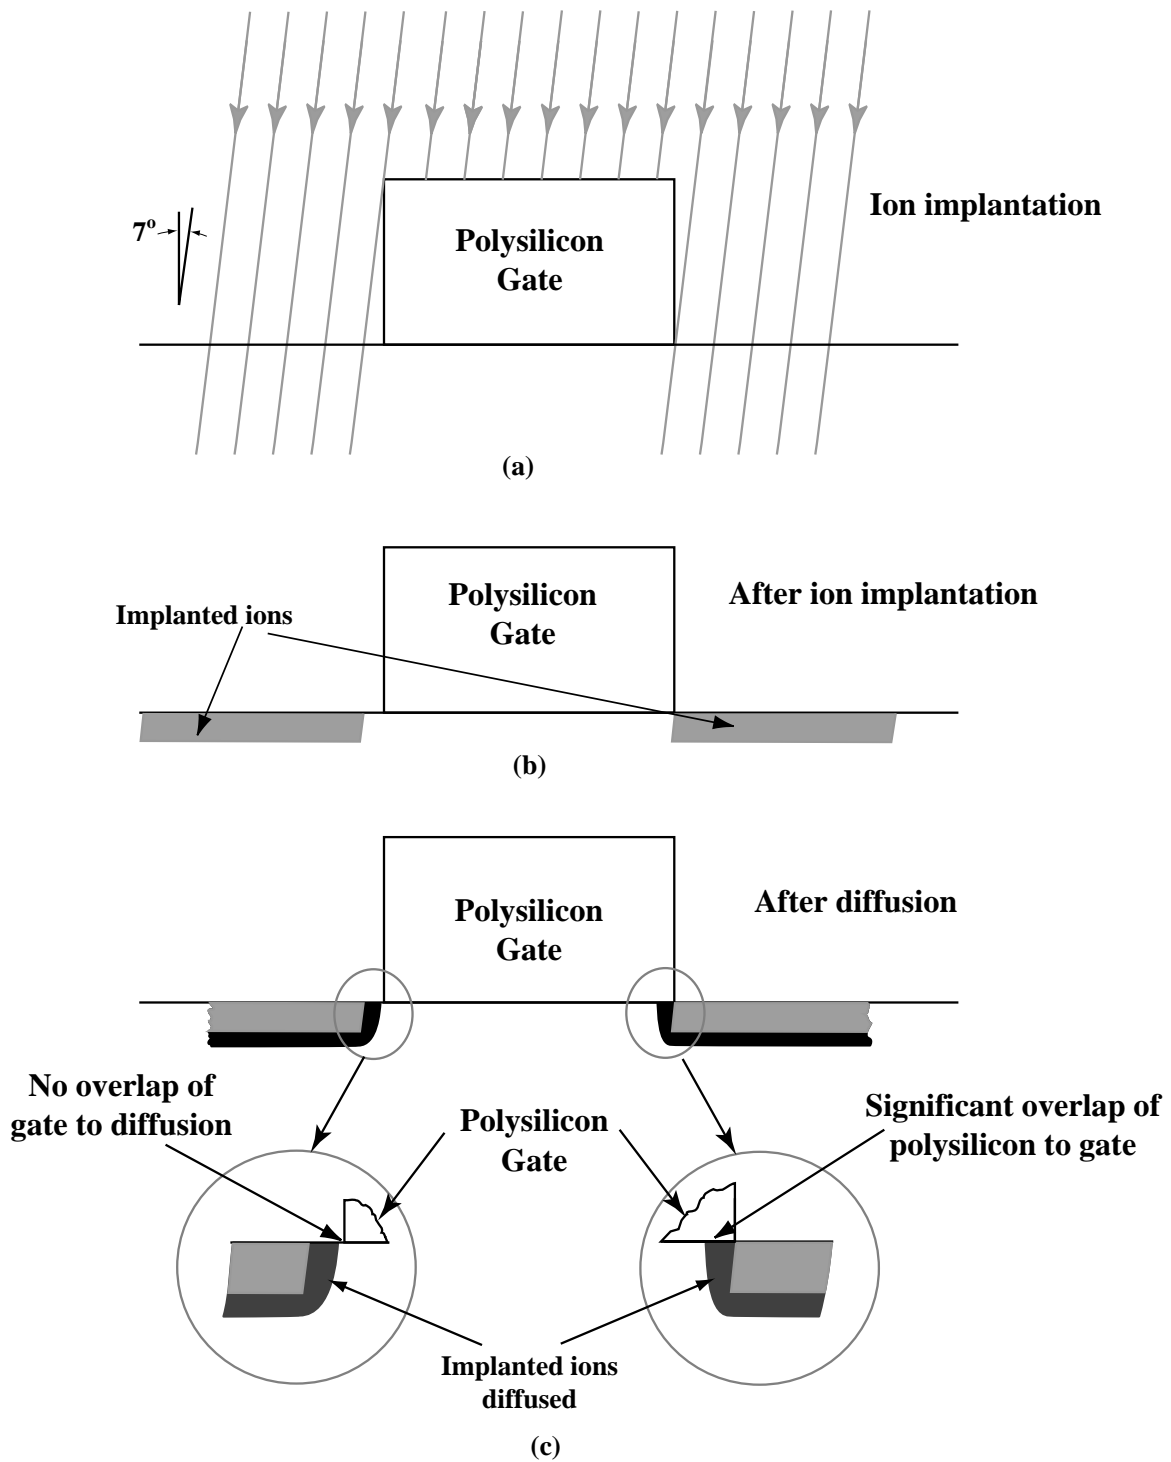 Ion implantation
7º
Polysilicon
Gate
(a)
Polysilicon
Gate
After ion implantation
Implanted ions
(b)
Polysilicon
Gate
After diffusion
No overlap of
gate to diffusion
Polysilicon
Gate
Significant overlap of
polysilicon to gate
Implanted ions
diffused
(c)